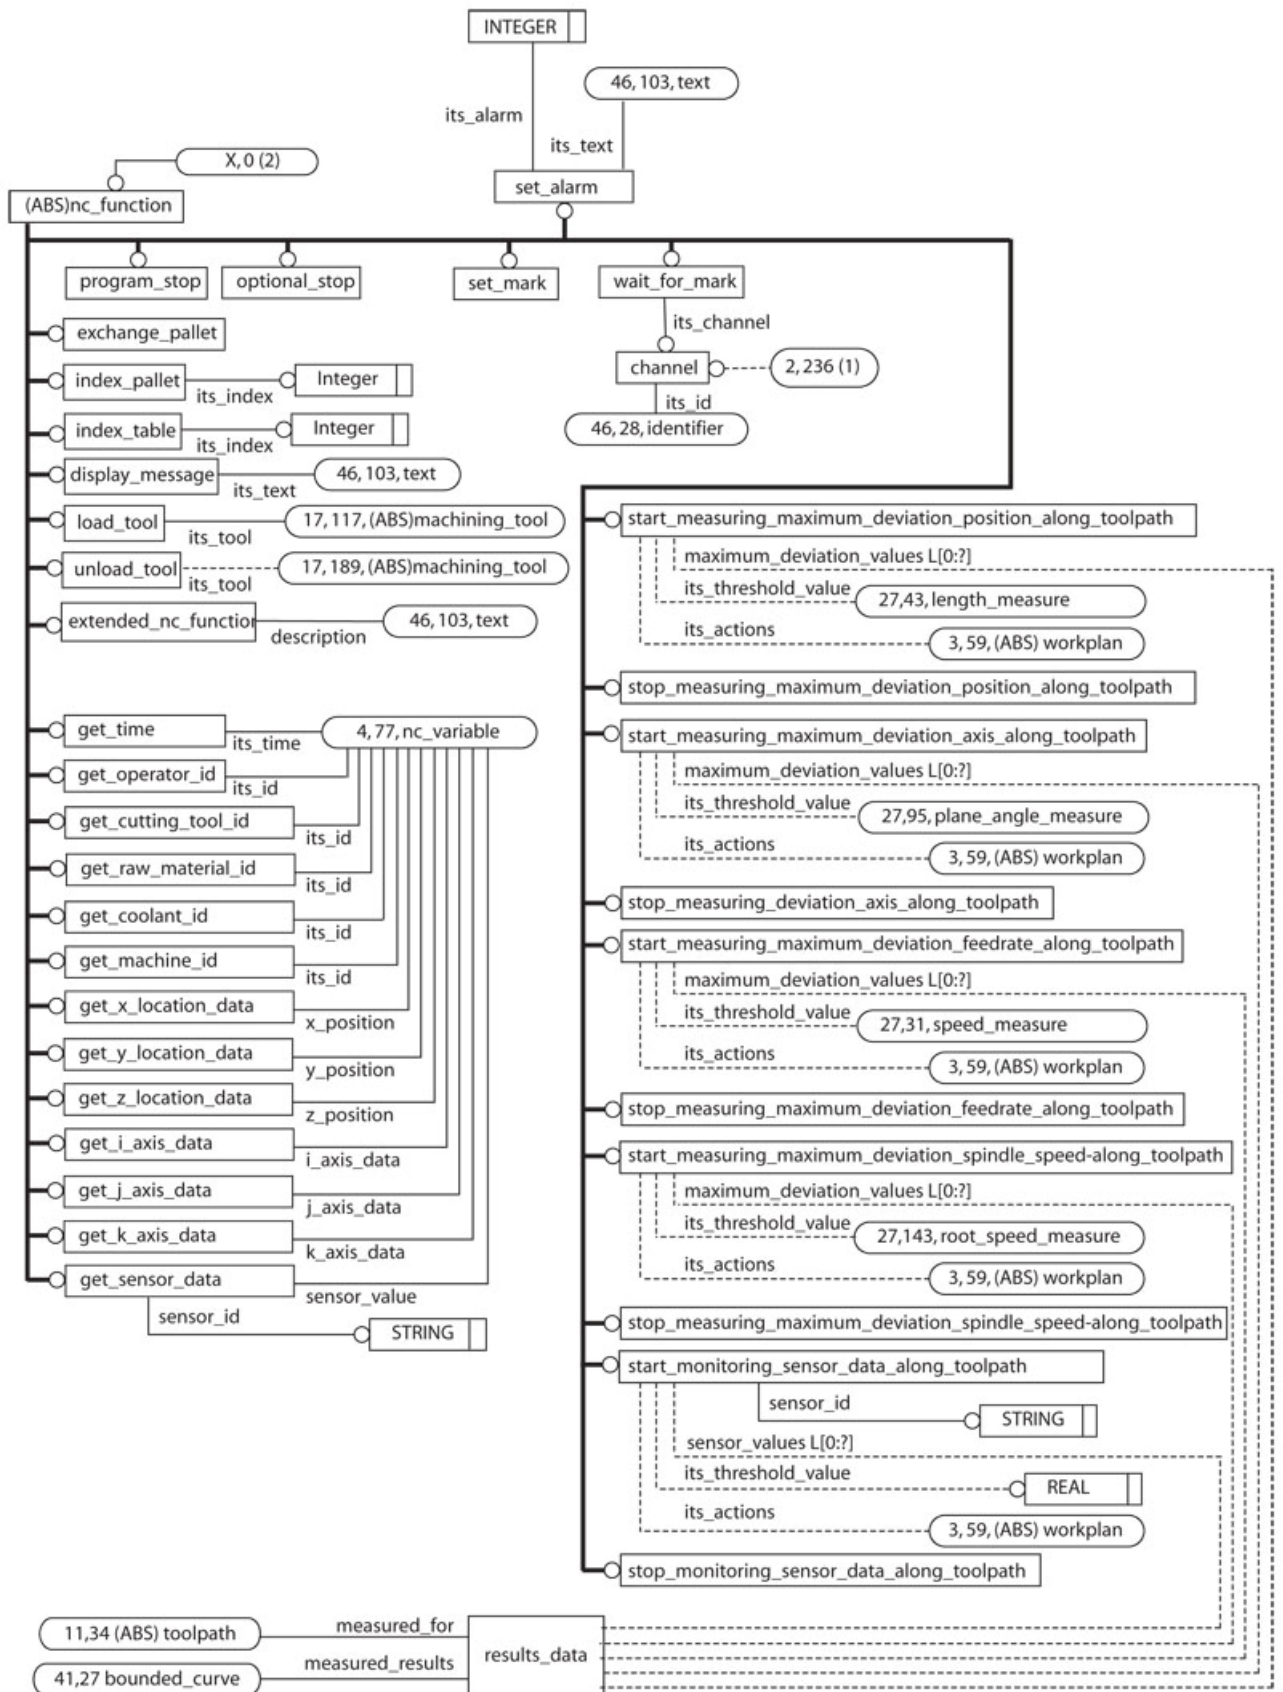 INTEGER
46, 103, text
its_alarm
its_text
X, 0 (2)
set_alarm
(ABS)nc_function
program_stop
optional_stop
set_mark
wait_for_mark
its_channel
exchange_pallet
channel
2, 236 (1)
its_id
46, 28, identifier
index_pallet
its_index
Integer
index_table
its_index
Integer
display_message
its_text
46, 103, text
load_tool
its_tool
17, 117, (ABS)machining_tool
unload_tool
its_tool
17, 189, (ABS)machining_tool
extended_nc_function
description
46, 103, text
get_time
its_time
4, 77, nc_variable
get_operator_id
its_id
get_cutting_tool_id
its_id
get_raw_material_id
its_id
get_coolant_id
its_id
get_machine_id
its_id
get_x_location_data
x_position
get_y_location_data
y_position
get_z_location_data
z_position
get_i_axis_data
i_axis_data
get_j_axis_data
j_axis_data
get_k_axis_data
k_axis_data
get_sensor_data
sensor_value
sensor_id
STRING
start_measuring_maximum_deviation_position_along_toolpath
maximum_deviation_values L[0:?]
its_threshold_value
27,43, length_measure
its_actions
3, 59, (ABS) workplan
stop_measuring_maximum_deviation_position_along_toolpath
start_measuring_maximum_deviation_axis_along_toolpath
maximum_deviation_values L[0:?]
its_threshold_value
27,95, plane_angle_measure
its_actions
3, 59, (ABS) workplan
stop_measuring_deviation_axis_along_toolpath
start_measuring_maximum_deviation_feedrate_along_toolpath
maximum_deviation_values L[0:?]
its_threshold_value
27,31, speed_measure
its_actions
3, 59, (ABS) workplan
stop_measuring_maximum_deviation_feedrate_along_toolpath
start_measuring_maximum_deviation_spindle_speed-along_toolpath
maximum_deviation_values L[0:?]
its_threshold_value
27,143, root_speed_measure
its_actions
3, 59, (ABS) workplan
stop_measuring_maximum_deviation_spindle_speed-along_toolpath
start_monitoring_sensor_data_along_toolpath
sensor_id
STRING
sensor_values L[0:?]
its_threshold_value
REAL
its_actions
3, 59, (ABS) workplan
stop_monitoring_sensor_data_along_toolpath
11,34 (ABS) toolpath
measured_for
results_data
measured_results
41,27 bounded_curve